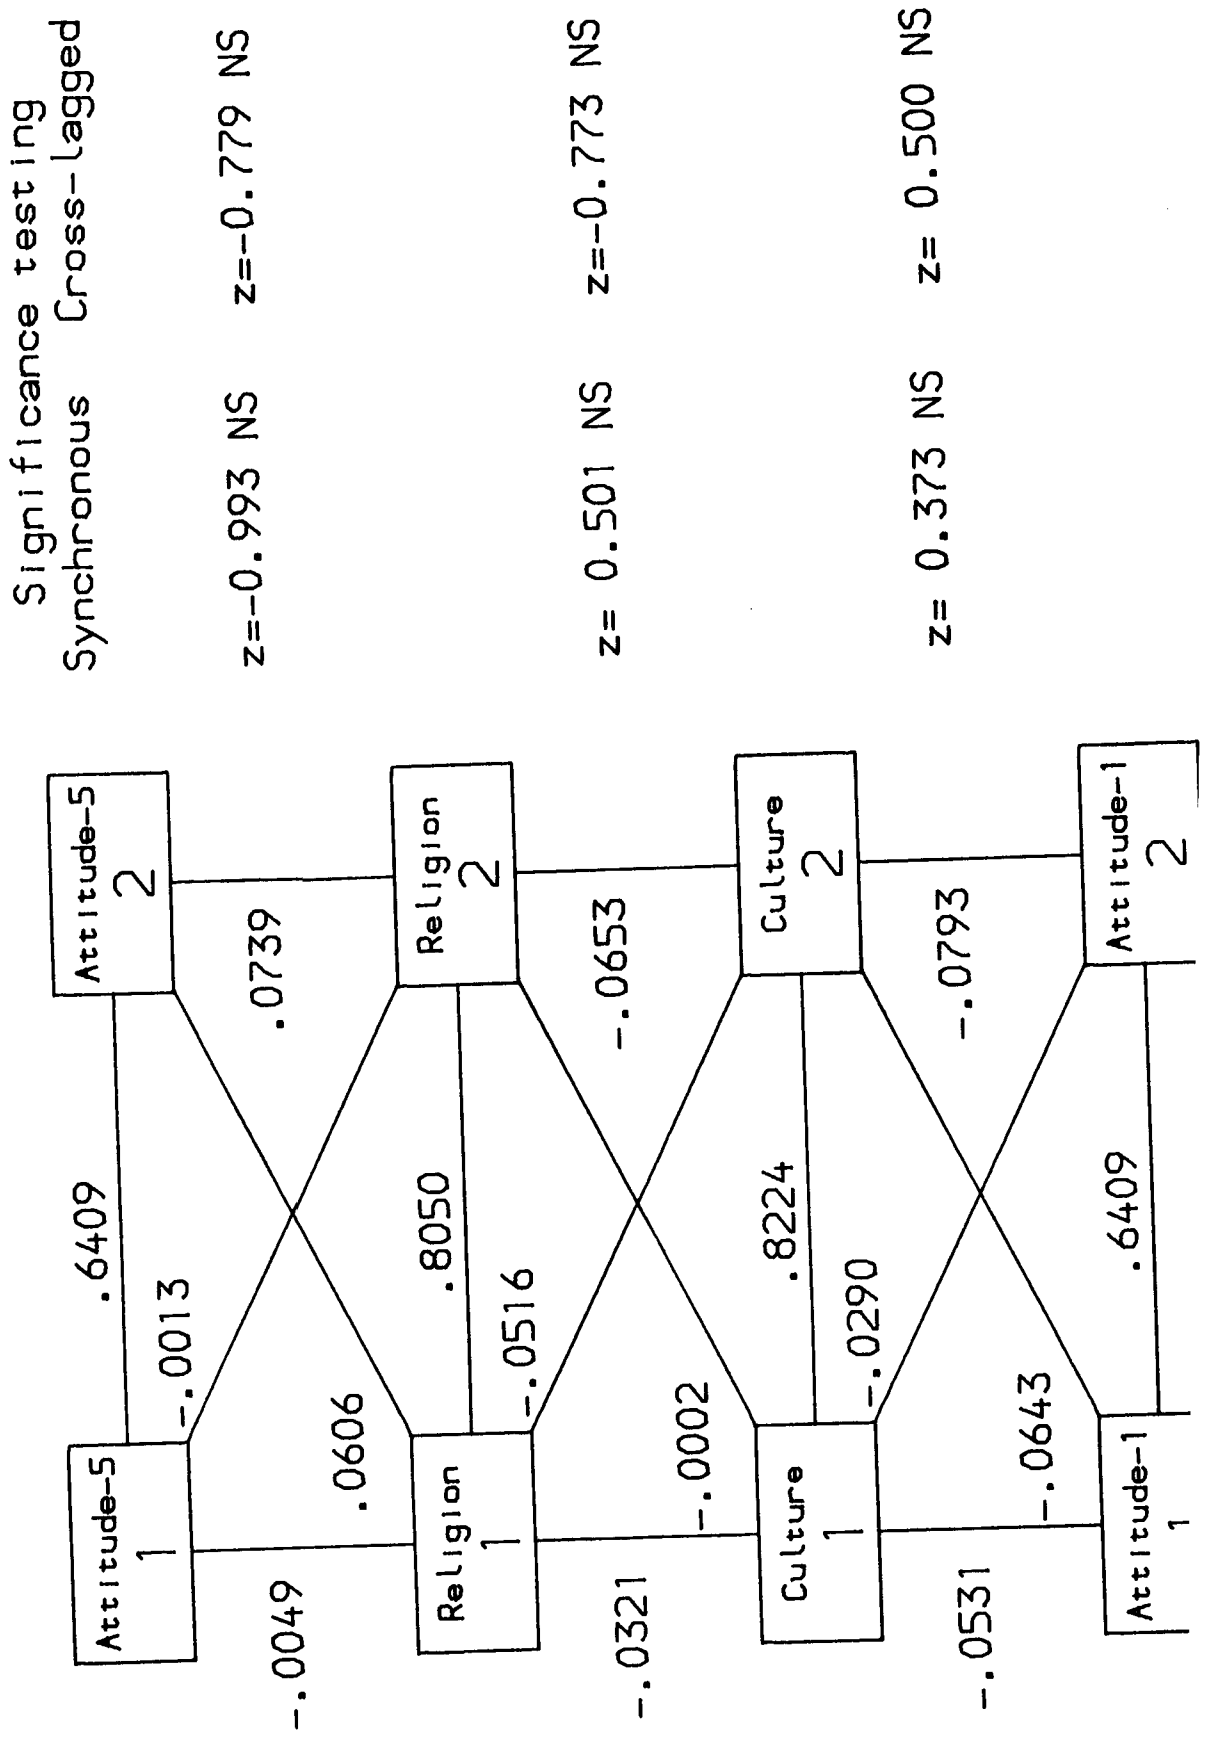 Significance testing
Synchronous Cross-lagged
Attitude-5
1
.6409
Attitude-5
2
-.0013
-.0049
.0739
z=-0.993 NS z=-0.779 NS
.0606
Religion
1
.8050
Religion
2
-.0516
-.0321
-.0653
z= 0.501 NS z=-0.773 NS
-.0002
Culture
1
.8224
Culture
2
-.0290
-.0531
-.0793
z= 0.373 NS z= 0.500 NS
-.0643
Attitude-1
1
.6409
Attitude-1
2